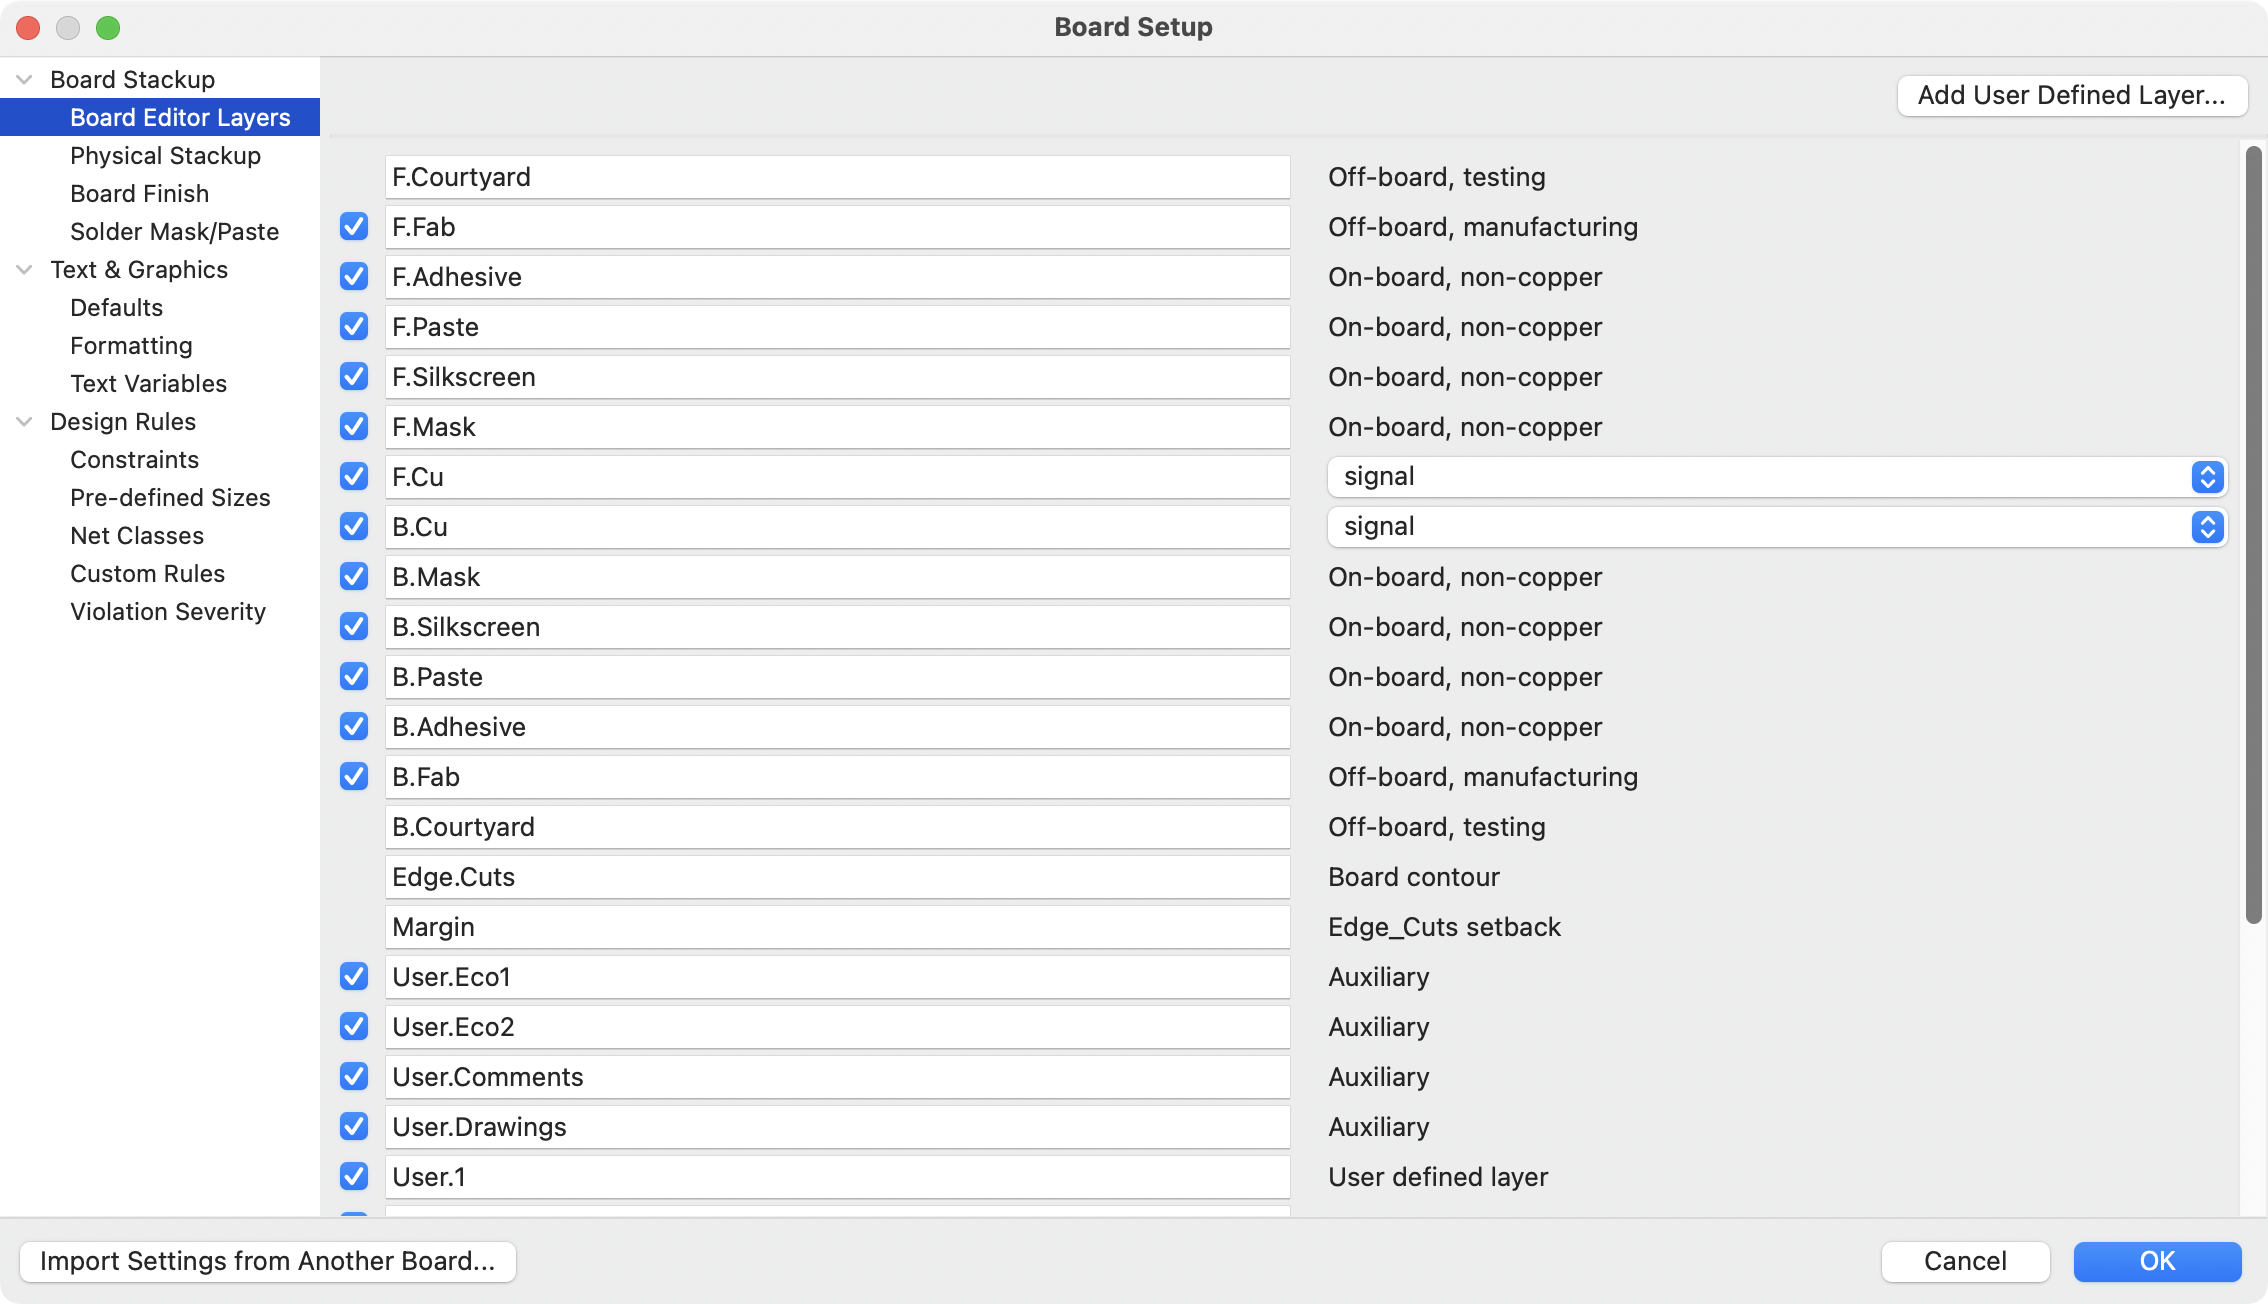 Board Setup
Board Stackup
Board Editor Layers
Physical Stackup
Board Finish
Solder Mask/Paste
Text & Graphics
Defaults
Formatting
Text Variables
Design Rules
Constraints
Pre-defined Sizes
Net Classes
Custom Rules
Violation Severity
Add User Defined Layer...
F.Courtyard Off-board, testing
F.Fab Off-board, manufacturing
F.Adhesive On-board, non-copper
F.Paste On-board, non-copper
F.Silkscreen On-board, non-copper
F.Mask On-board, non-copper
F.Cu signal
B.Cu signal
B.Mask On-board, non-copper
B.Silkscreen On-board, non-copper
B.Paste On-board, non-copper
B.Adhesive On-board, non-copper
B.Fab Off-board, manufacturing
B.Courtyard Off-board, testing
Edge.Cuts Board contour
Margin Edge_Cuts setback
User.Eco1 Auxiliary
User.Eco2 Auxiliary
User.Comments Auxiliary
User.Drawings Auxiliary
User.1 User defined layer
Import Settings from Another Board... Cancel OK